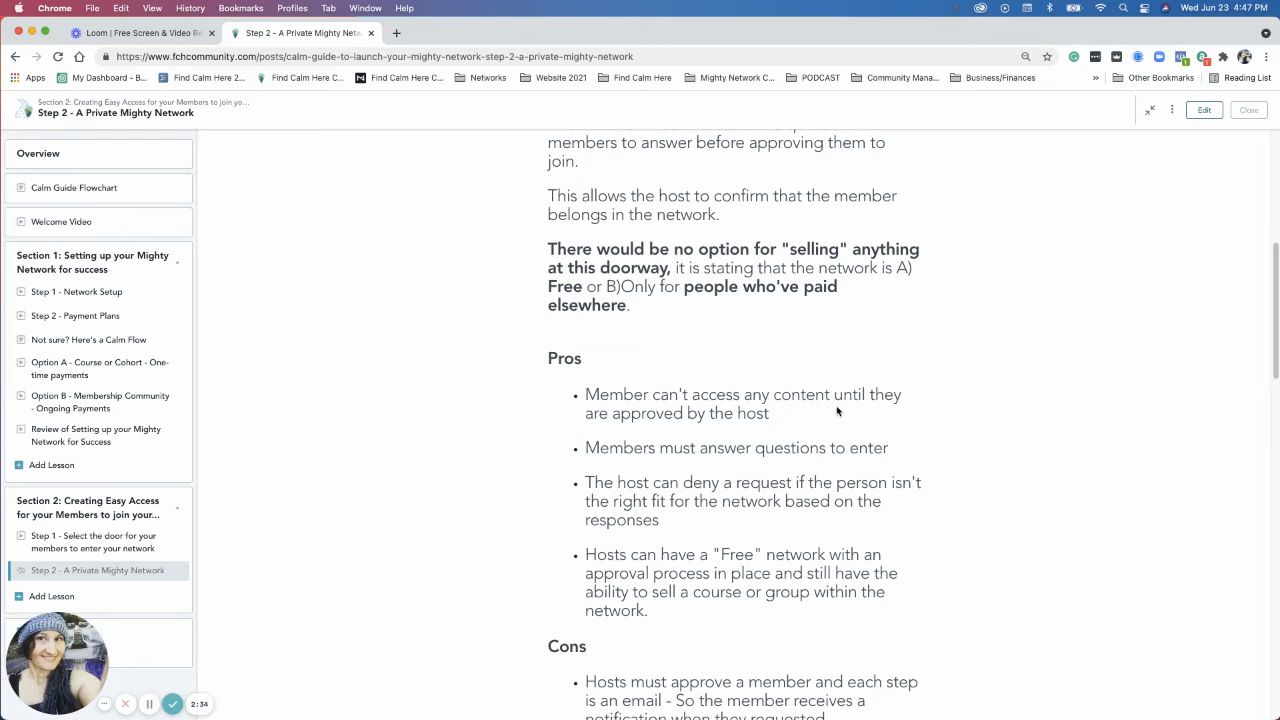 Chrome File Edit View History Bookmarks Profiles Tab Window Help
Wed Jun 23 4:47 PM
Loom | Free Screen & Video Re
Step 2 - A Private Mighty Netw
https://www.fchcommunity.com/posts/calm-guide-to-launch-your-mighty-network-step-2-a-private-mighty-network
Apps
My Dashboard - B...
Find Calm Here 2...
Find Calm Here C...
Find Calm Here C...
Networks
Website 2021
Find Calm Here
Mighty Network C...
PODCAST
Community Mana...
Business/Finances
»
Other Bookmarks
Reading List
Section 2: Creating Easy Access for your Members to join yo...
Step 2 - A Private Mighty Network
Edit
Close
Overview
Calm Guide Flowchart
Welcome Video
Section 1: Setting up your Mighty
Network for success
Step 1 - Network Setup
Step 2 - Payment Plans
Not sure? Here's a Calm Flow
Option A - Course or Cohort - One-
time payments
Option B - Membership Community
- Ongoing Payments
Review of Setting up your Mighty
Network for Success
Add Lesson
Section 2: Creating Easy Access
for your Members to join your...
Step 1 - Select the door for your
members to enter your network
Step 2 - A Private Mighty Network
Add Lesson
2:34
members to answer before approving them to
join.
This allows the host to confirm that the member
belongs in the network.
There would be no option for "selling" anything
at this doorway, it is stating that the network is A)
Free or B)Only for people who've paid
elsewhere.
Pros
• Member can't access any content until they
are approved by the host
• Members must answer questions to enter
• The host can deny a request if the person isn't
the right fit for the network based on the
responses
• Hosts can have a "Free" network with an
approval process in place and still have the
ability to sell a course or group within the
network.
Cons
• Hosts must approve a member and each step
is an email - So the member receives a
notification when they requested